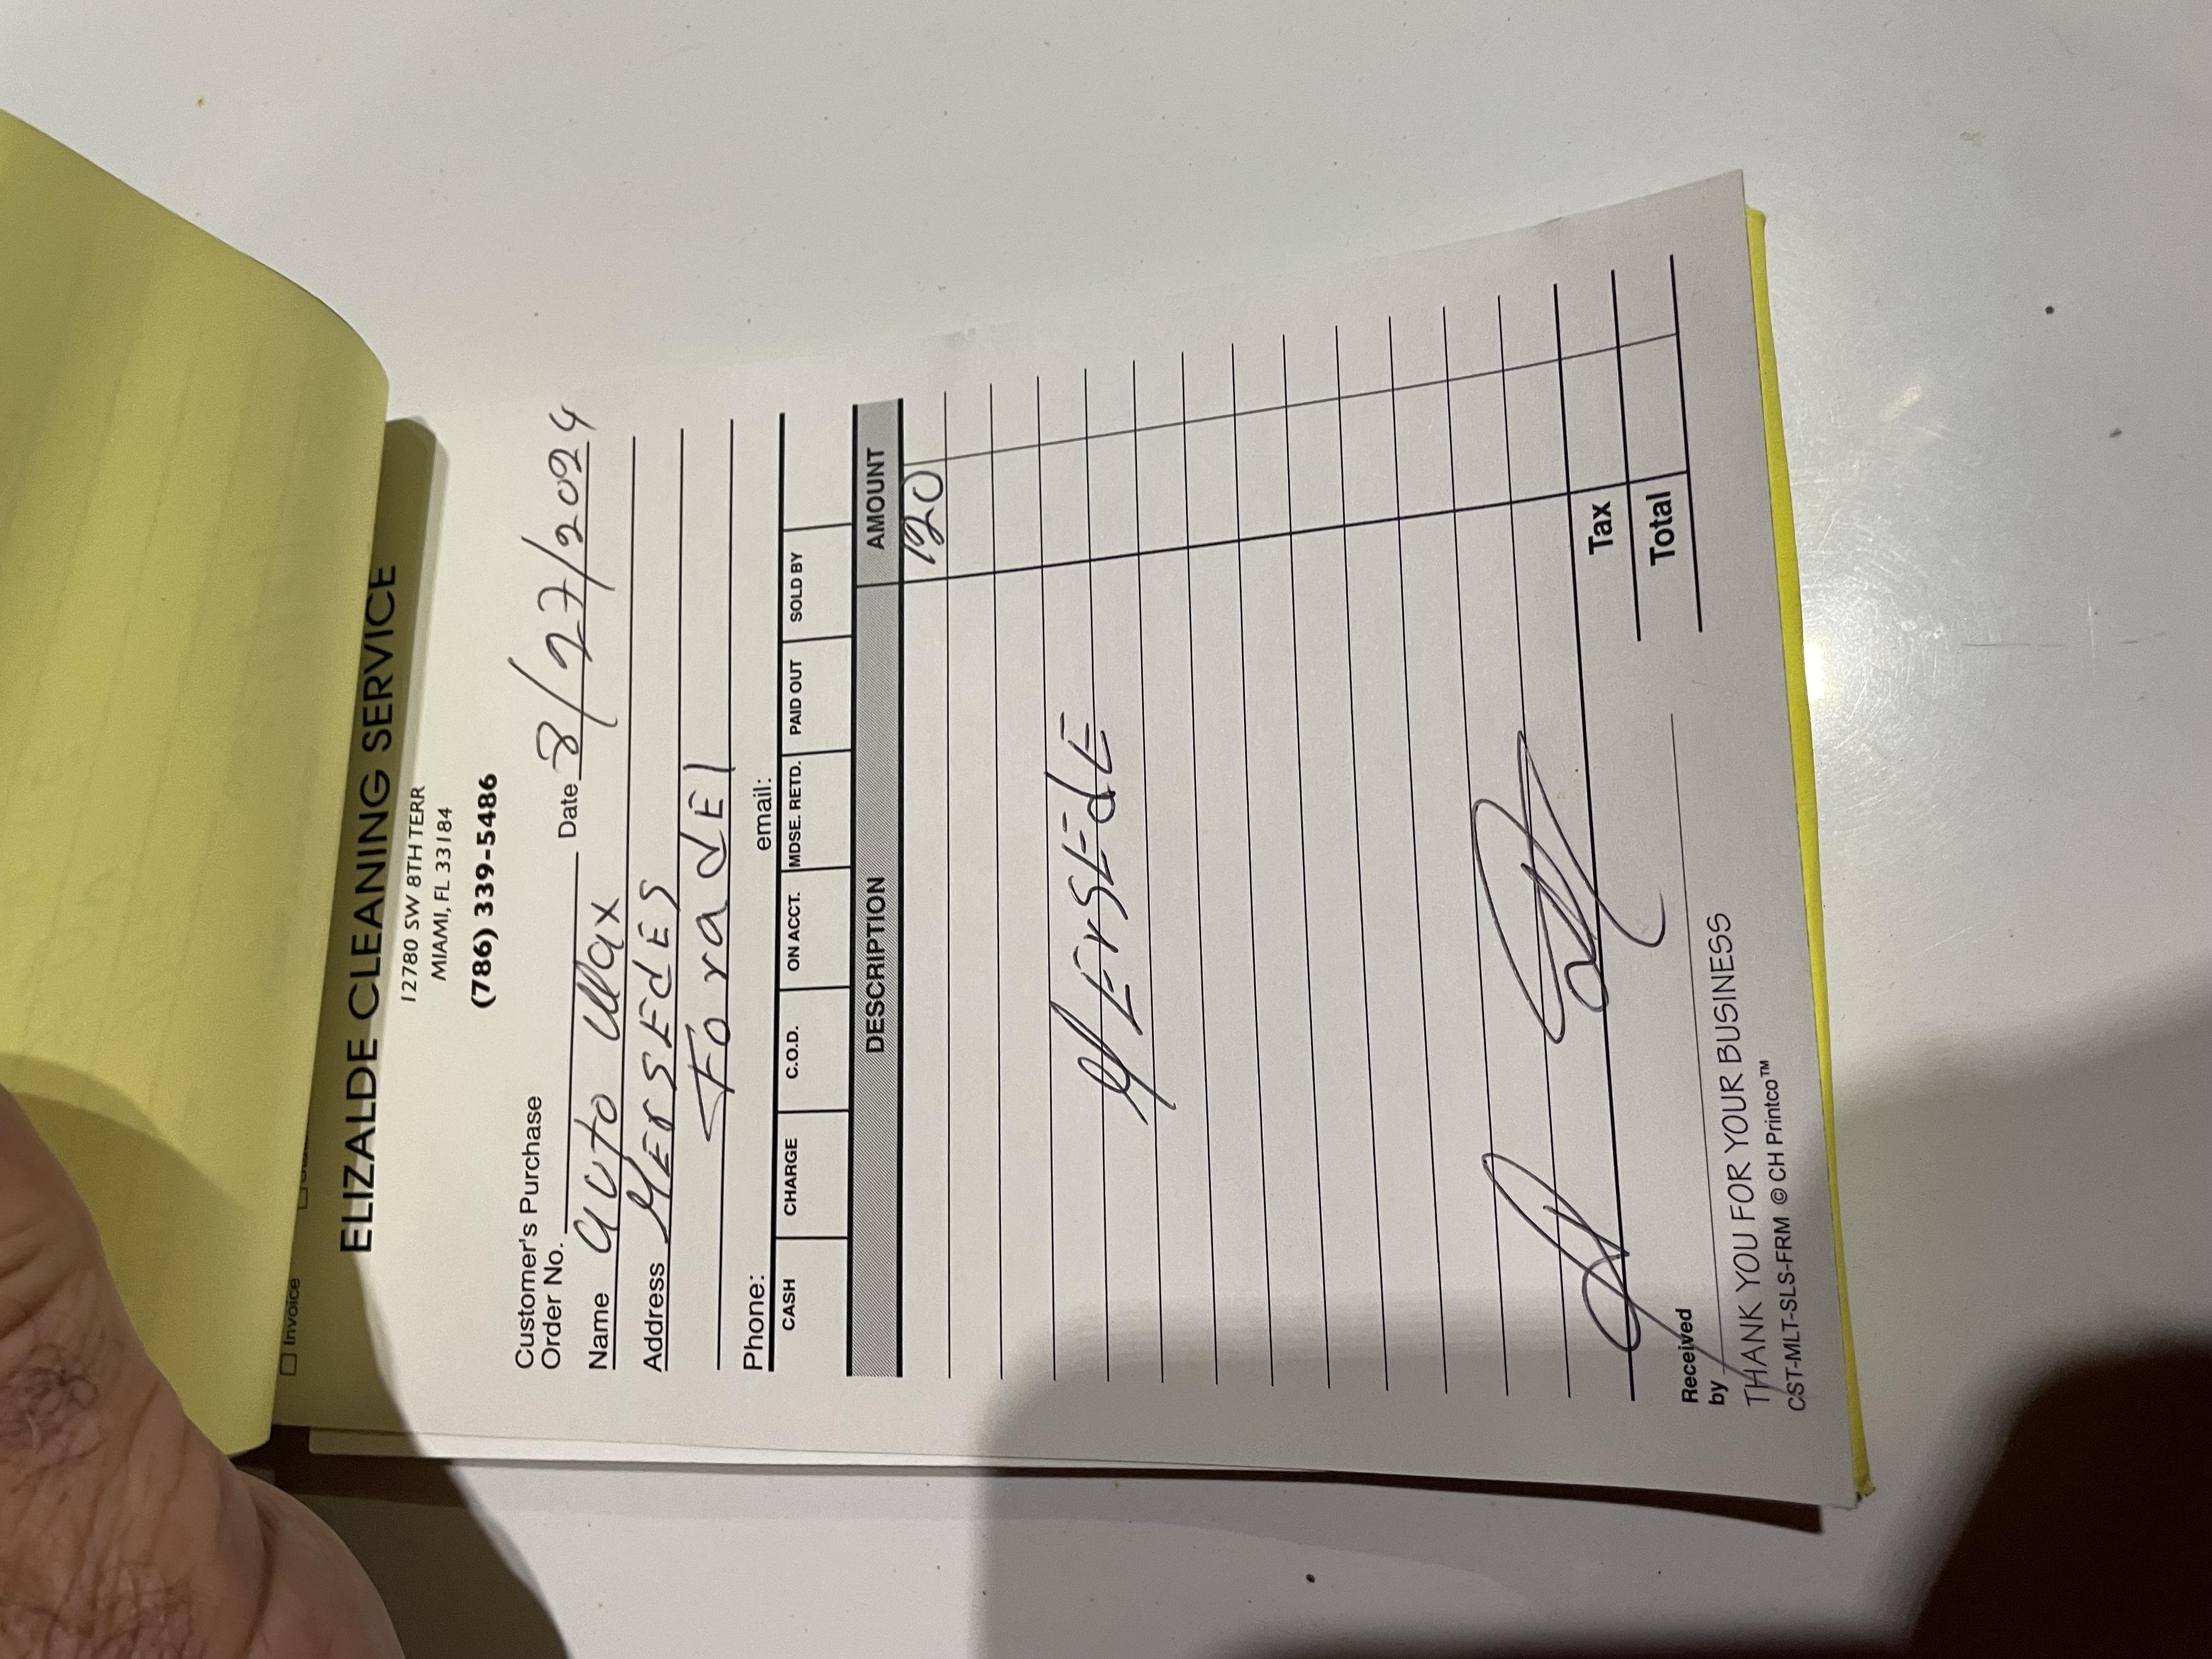 Invoice
ELIZALDE CLEANING SERVICE
12780 SW 8TH TERR
MIAMI, FL 33184
(786) 339-5486
Customer's Purchase
Order No. Date 8/27/2024
Name auto Max
Address MErSEdES
ForadEl
Phone: email:
CASH CHARGE C.O.D. ON ACCT. MDSE. RETD. PAID OUT SOLD BY
DESCRIPTION AMOUNT
120
MErSEdE
Tax
Total
Received
by
THANK YOU FOR YOUR BUSINESS
CST-MLT-SLS-FRM © CH Printco™